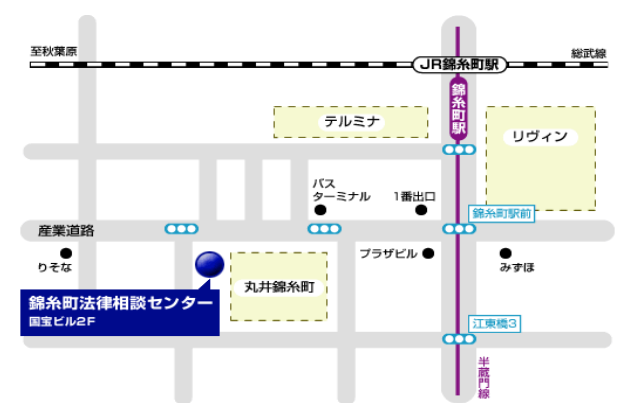 至秋葉原
総武線
JR錦糸町駅
錦糸町駅
テルミナ
リヴィン
バス
ターミナル
1番出口
錦糸町駅前
産業道路
りそな
プラザビル
みずほ
丸井錦糸町
錦糸町法律相談センター
国宝ビル2F
江東橋3
半蔵門線